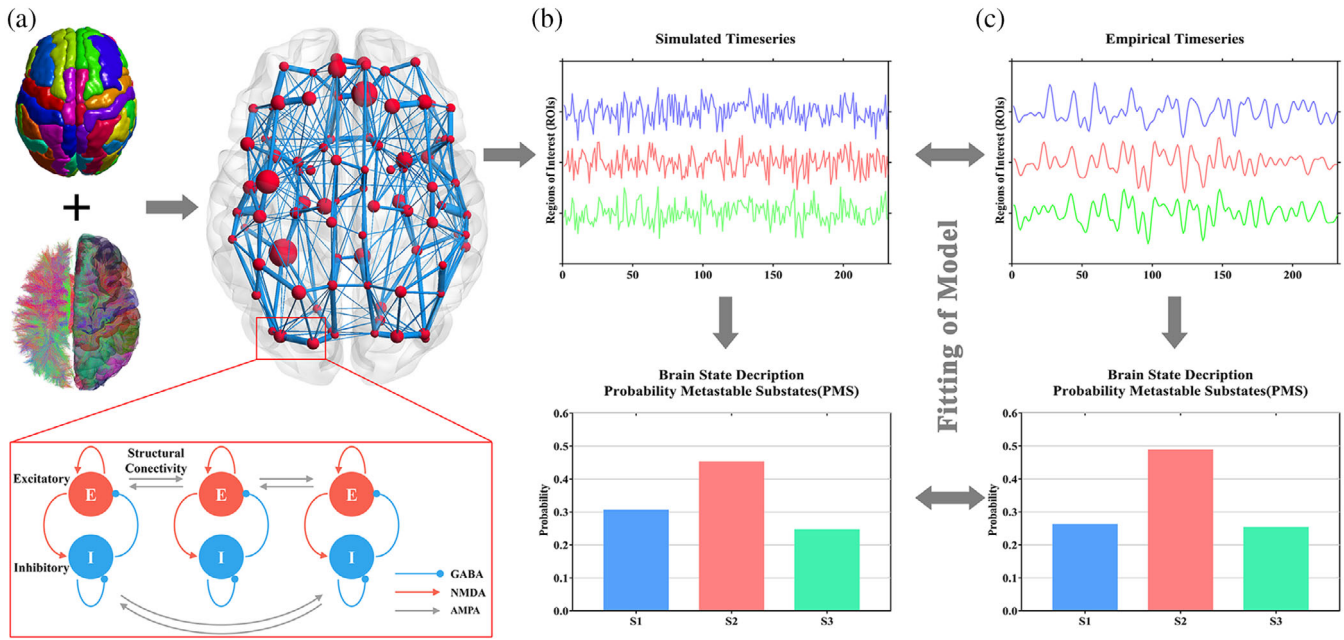 (a)
+
Structural
Conectivity
Excitatory
E
E
E
I
I
I
Inhibitory
GABA
NMDA
AMPA
(b)
Simulated Timeseries
Regions of Interest (ROIs)
0
50
100
150
200
Brain State Decription
Probability Metastable Substates(PMS)
Probability
0.6
0.5
0.4
0.3
0.2
0.1
0.0
S1
S2
S3
Fitting of Model
(c)
Empirical Timeseries
Regions of Interest (ROIs)
0
50
100
150
200
Brain State Decription
Probability Metastable Substates(PMS)
Probability
0.6
0.5
0.4
0.3
0.2
0.1
0.0
S1
S2
S3